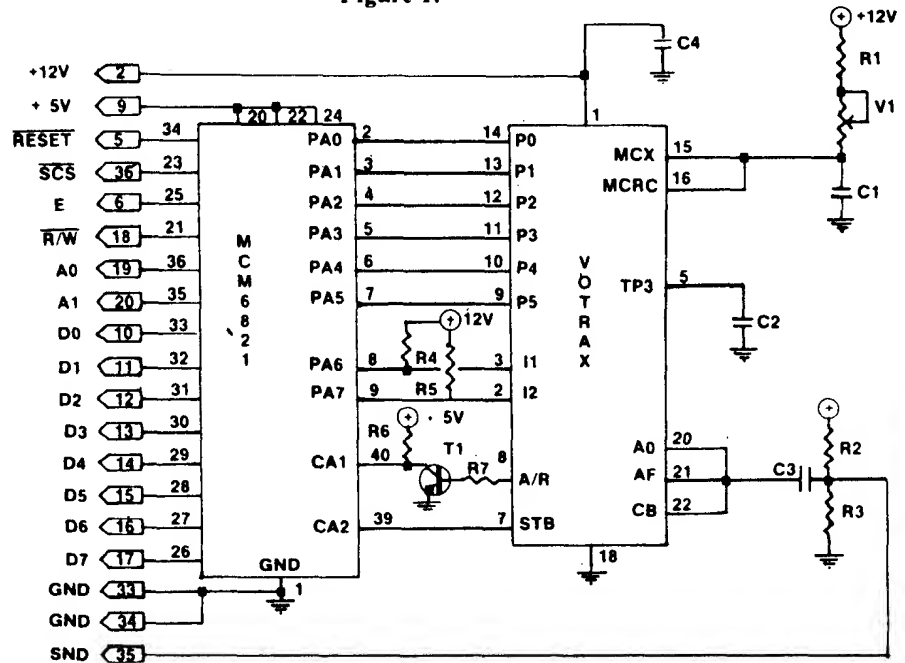 Figure 1.
+12V 2
+ 5V 9
RESET 5 34
SCS 36 23
E 6 25
R/W 18 21
A0 19 36
A1 20 35
D0 10 33
D1 11 32
D2 12 31
D3 13 30
D4 14 29
D5 15 28
D6 16 27
D7 17 26
GND 33
GND 34
SND 35
20 22 24
MCM6821
PA0 2
PA1 3
PA2 4
PA3 5
PA4 6
PA5 7
PA6 8
PA7 9
CA1 40
CA2 39
GND
1
12V
R4
R5
5V
R6
T1
R7
C4
1
14 P0
13 P1
12 P2
11 P3
10 P4
9 P5
3 I1
2 I2
8 A/R
7 STB
VOTRAX
MCX 15
MCRC 16
TP3 5
A0 20
AF 21
CB 22
18
+12V
R1
V1
C1
C2
C3
R2
R3